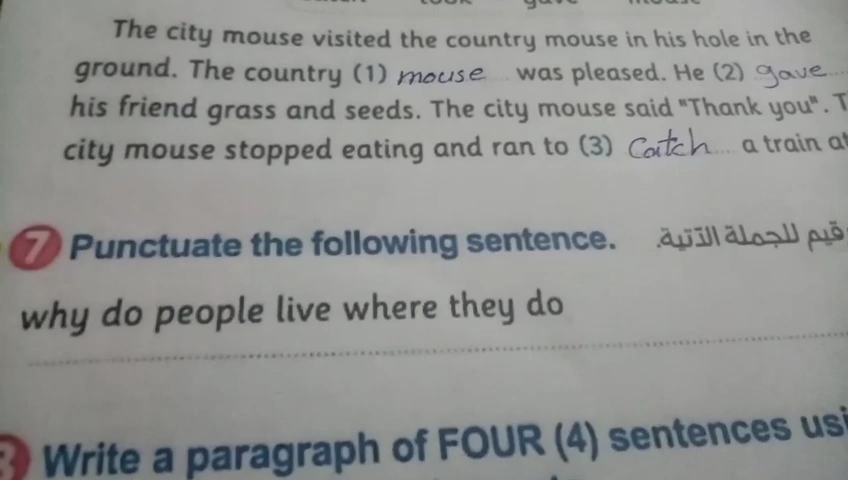 The city mouse visited the country mouse in his hole in the
ground. The country (1) mouse was pleased. He (2) gave
his friend grass and seeds. The city mouse said "Thank you". T
city mouse stopped eating and ran to (3) Catch a train at
7 Punctuate the following sentence. قيم للجملة الآتية.
why do people live where they do
Write a paragraph of FOUR (4) sentences usi